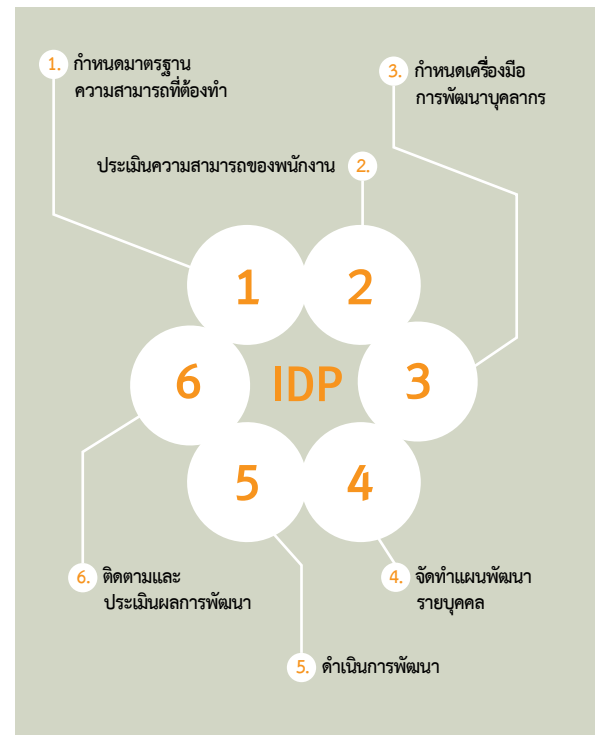 1. กำหนดมาตรฐาน
ความสามารถที่ต้องทำ
3. กำหนดเครื่องมือ
การพัฒนาบุคลากร
ประเมินความสามารถของพนักงาน 2.
1
2
6
IDP
3
5
4
6. ติดตามและ
ประเมินผลการพัฒนา
4. จัดทำแผนพัฒนา
รายบุคคล
5. ดำเนินการพัฒนา